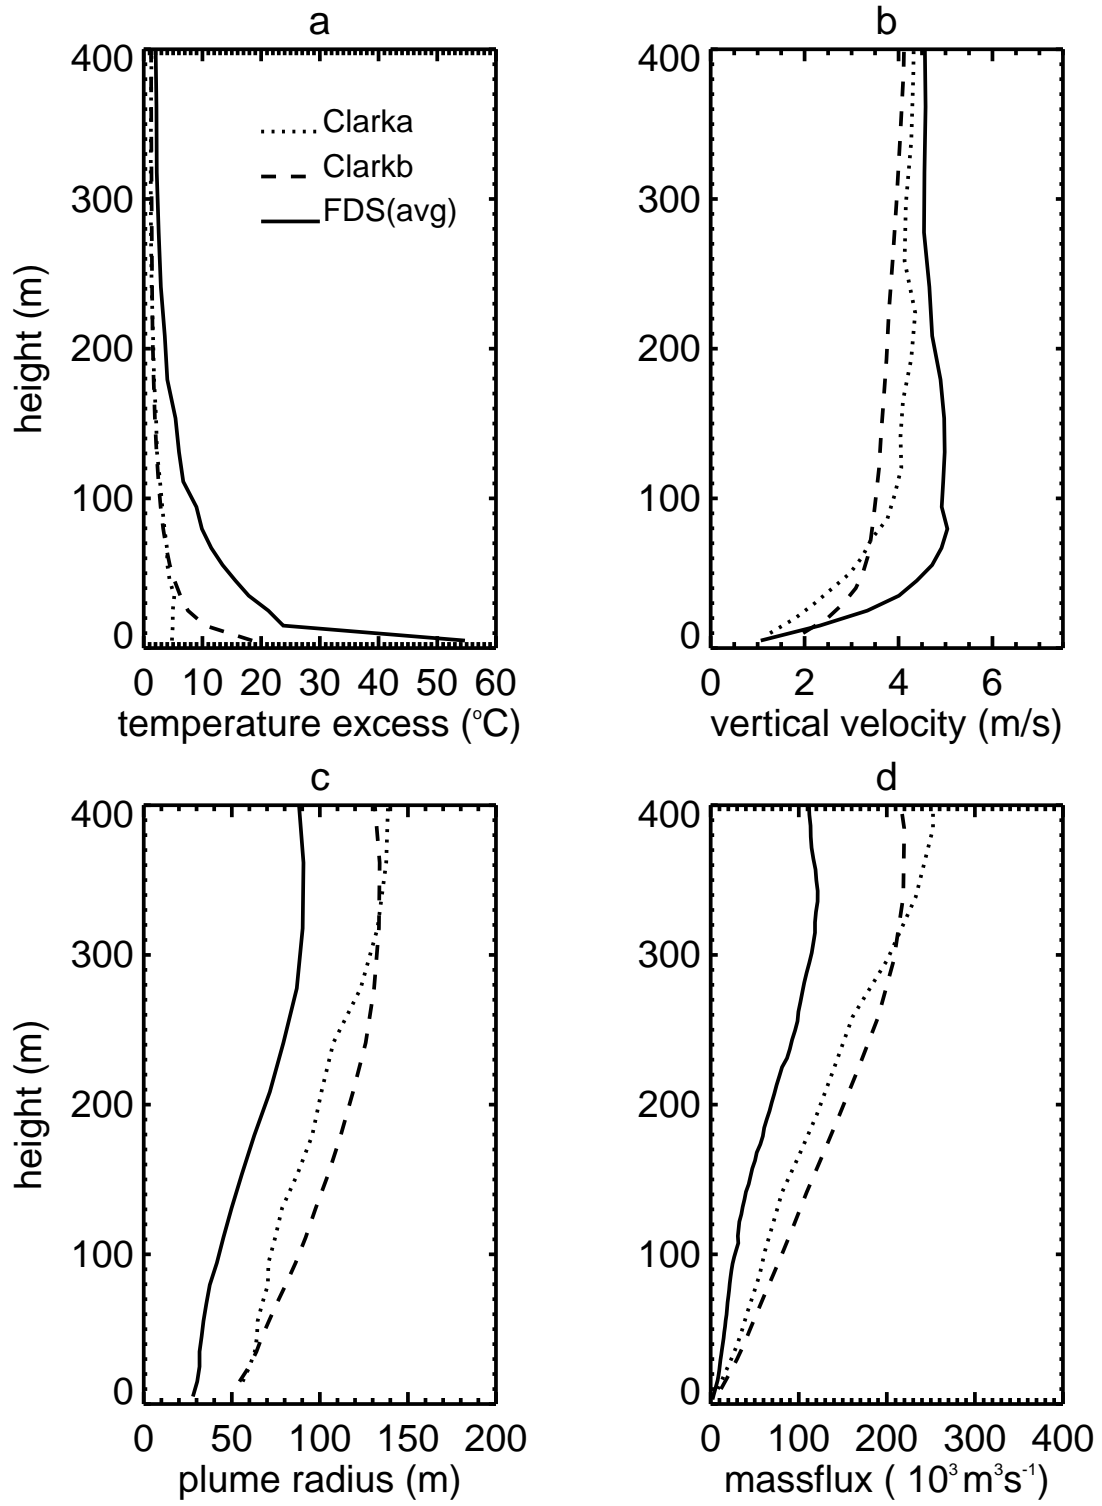 a
400
300
200
100
0
height (m)
Clarka
Clarkb
FDS(avg)
0 10 20 30 40 50 60
temperature excess (°C)
b
400
300
200
100
0
0 2 4 6
vertical velocity (m/s)
c
400
300
200
100
0
height (m)
0 50 100 150 200
plume radius (m)
d
400
300
200
100
0
0 100 200 300 400
massflux ( 10³ m³s⁻¹)